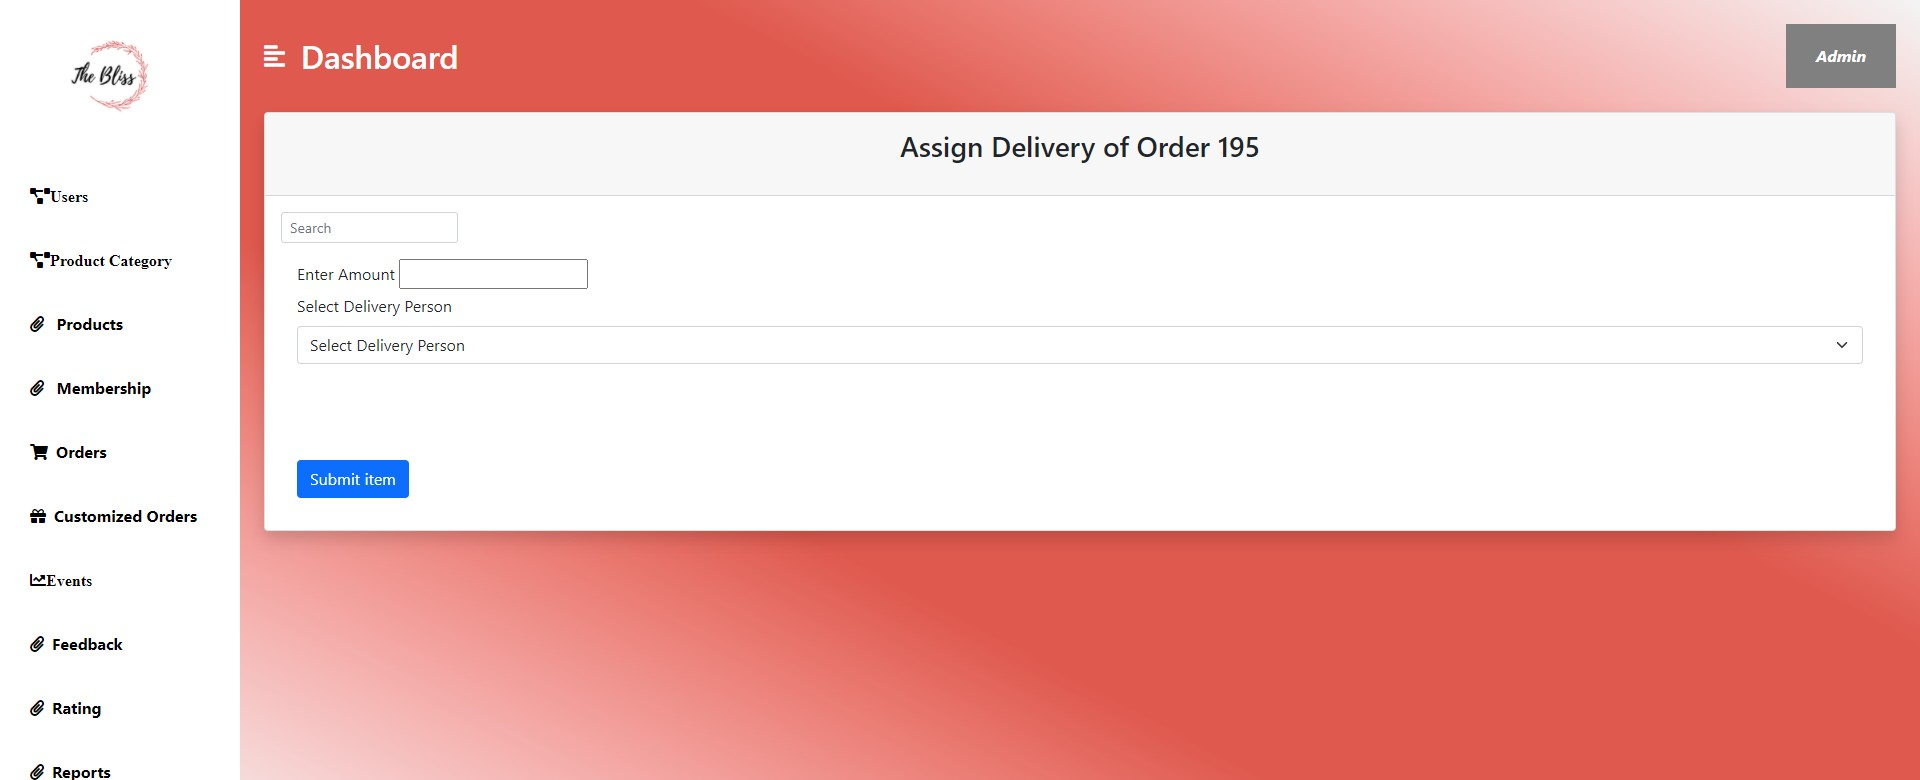 The Bliss
Users
Product Category
Products
Membership
Orders
Customized Orders
Events
Feedback
Rating
Reports
Dashboard
Admin
Assign Delivery of Order 195
Search
Enter Amount
Select Delivery Person
Select Delivery Person
Submit item